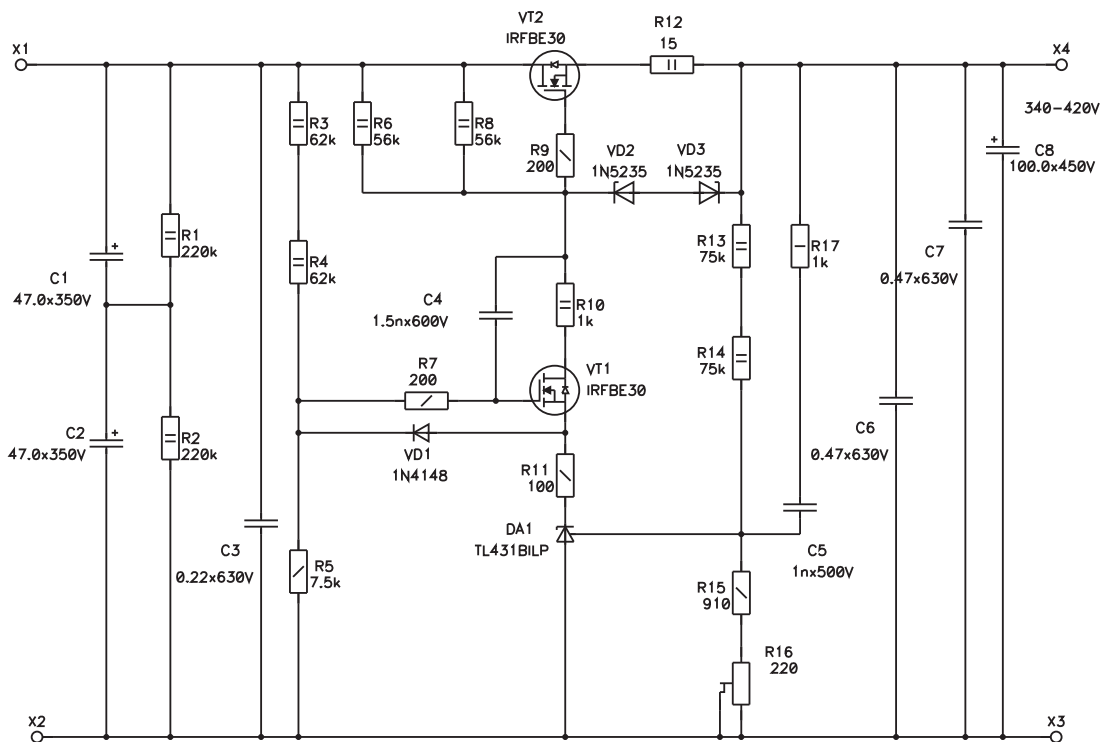 VT2
IRFBE30
R12
15
X1
X4
340-420V
R3
62k
R6
56k
R8
56k
R9
200
VD2
1N5235
VD3
1N5235
C8
100.0x450V
R1
220k
R4
62k
R13
75k
R17
1k
C7
0.47x630V
C1
47.0x350V
C4
1.5nx600V
R10
1k
R14
75k
R7
200
VT1
IRFBE30
C2
47.0x350V
R2
220k
VD1
1N4148
R11
100
C6
0.47x630V
DA1
TL431BILP
C3
0.22x630V
R5
7.5k
C5
1nx500V
R15
910
R16
220
X2
X3